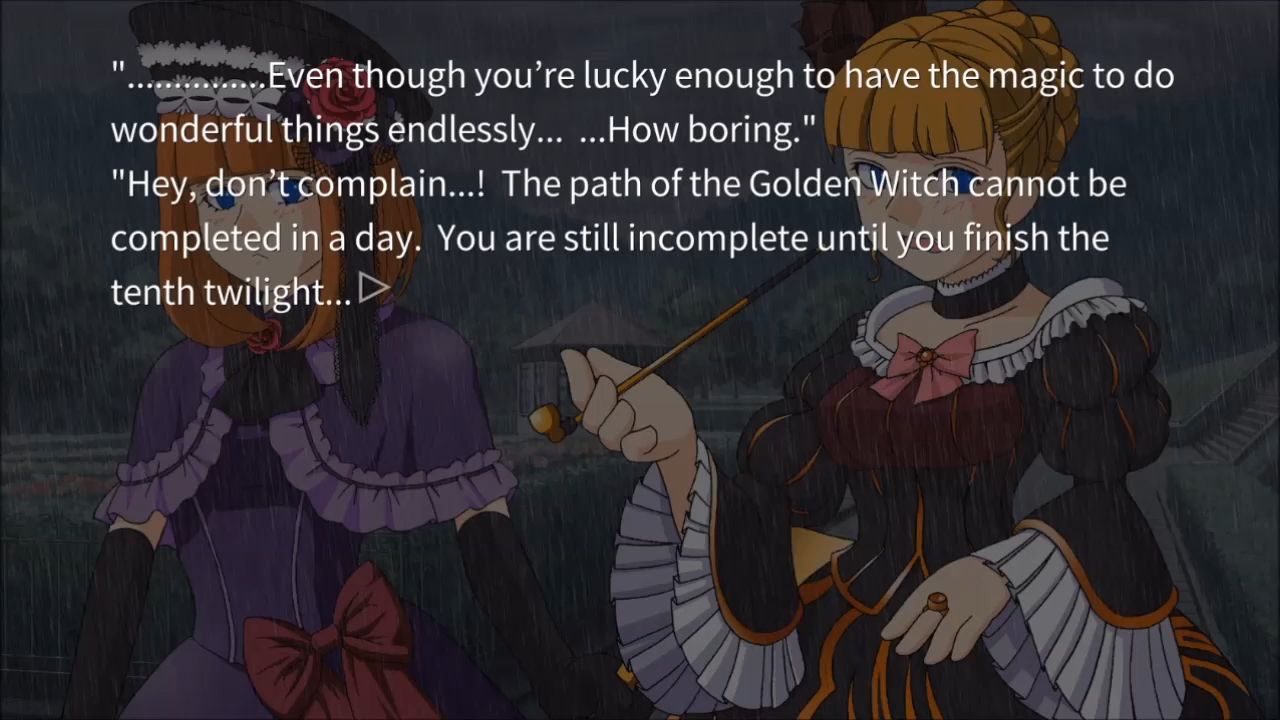 "...............Even though you’re lucky enough to have the magic to do
wonderful things endlessly... ...How boring."
"Hey, don’t complain...! The path of the Golden Witch cannot be
completed in a day. You are still incomplete until you finish the
tenth twilight...